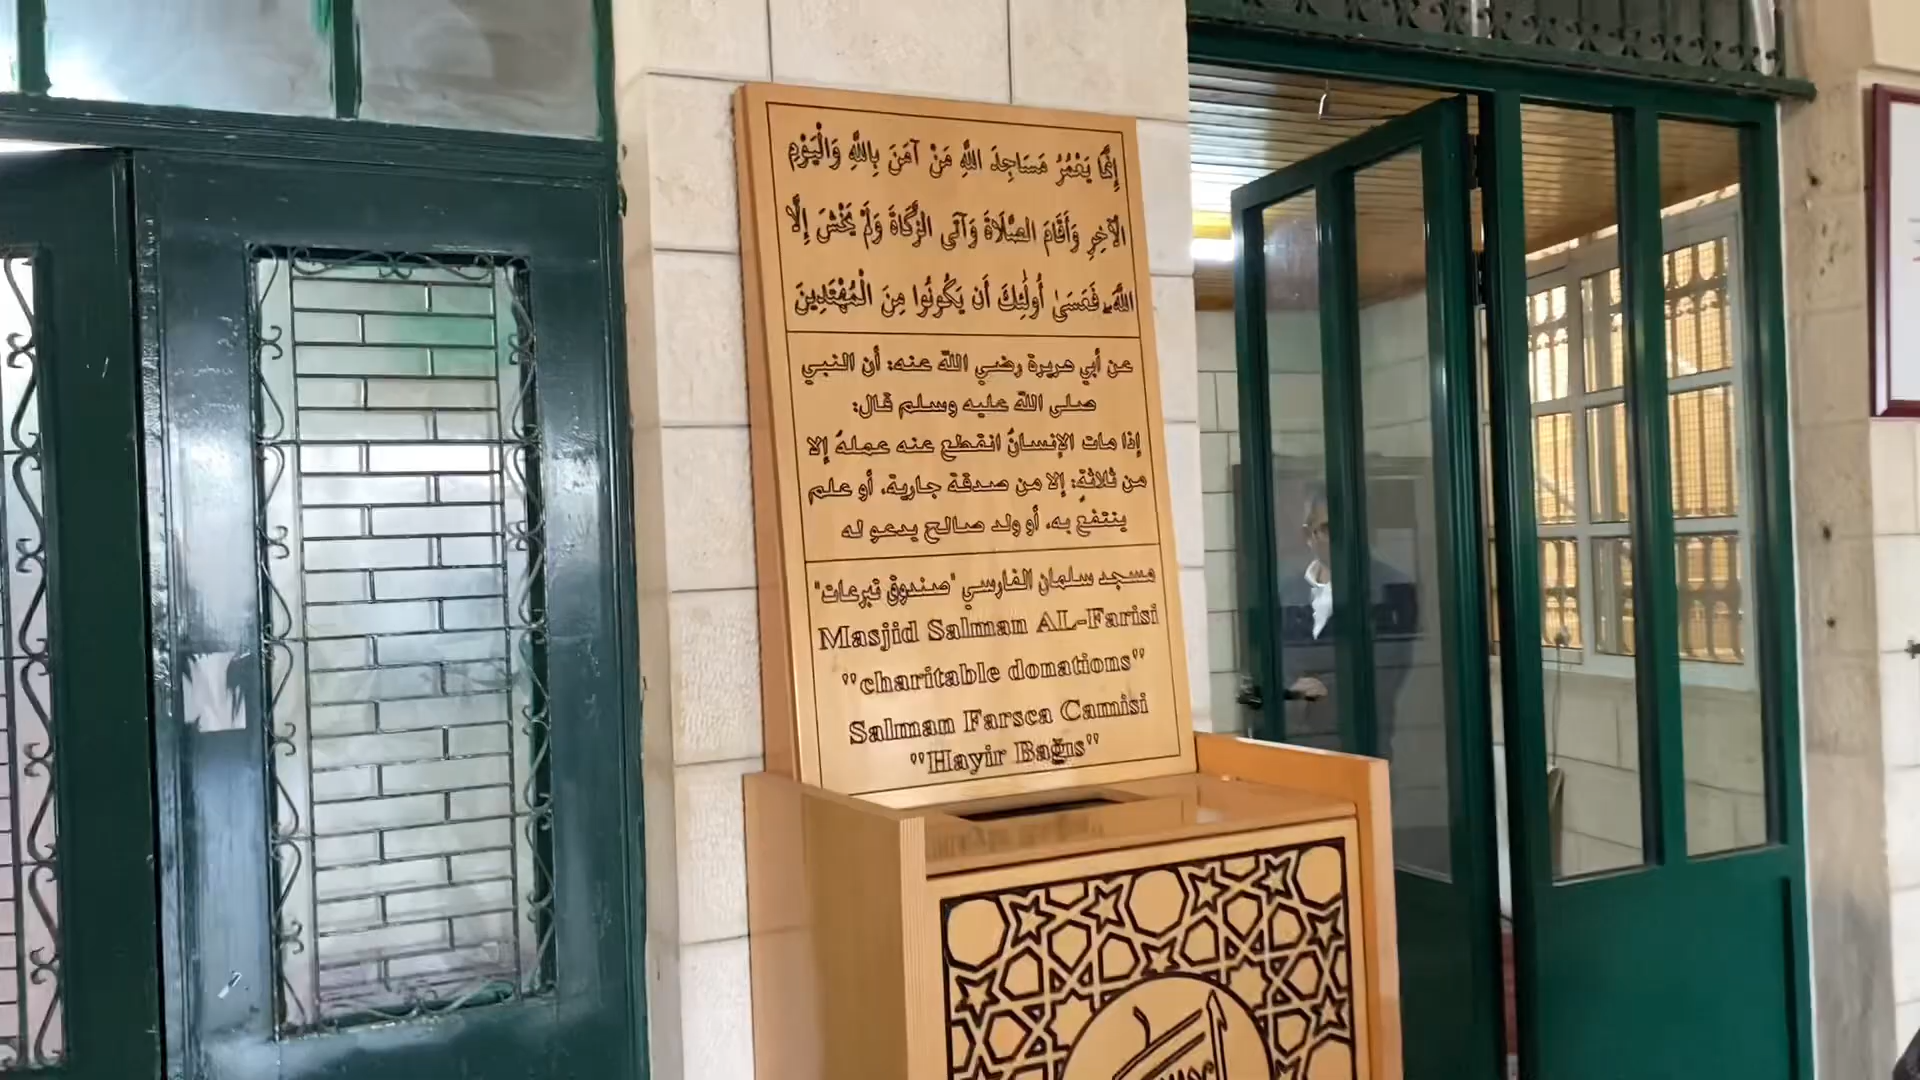 إِنَّمَا يَعْمُرُ مَسَاجِدَ اللَّهِ مَنْ آمَنَ بِاللَّهِ وَالْيَوْمِ
الْآخِرِ وَأَقَامَ الصَّلَاةَ وَآتَى الزَّكَاةَ وَلَمْ يَخْشَ إِلَّا
اللَّهَ ۖ فَعَسَىٰ أُولَٰئِكَ أَن يَكُونُوا مِنَ الْمُهْتَدِينَ
عن أبي هريرة رضي الله عنه: أن النبي
صلى الله عليه وسلم قال:
إذا مات الإنسانُ انقطع عنه عملهُ إلا
من ثلاثةٍ: إلا من صدقة جارية، أو علم
ينتفع به، أو ولد صالح يدعو له
مسجد سلمان الفارسي "صندوق تبرعات"
Masjid Salman AL-Farisi
"charitable donations"
Salman Farsca Camisi
"Hayir Bağıs"